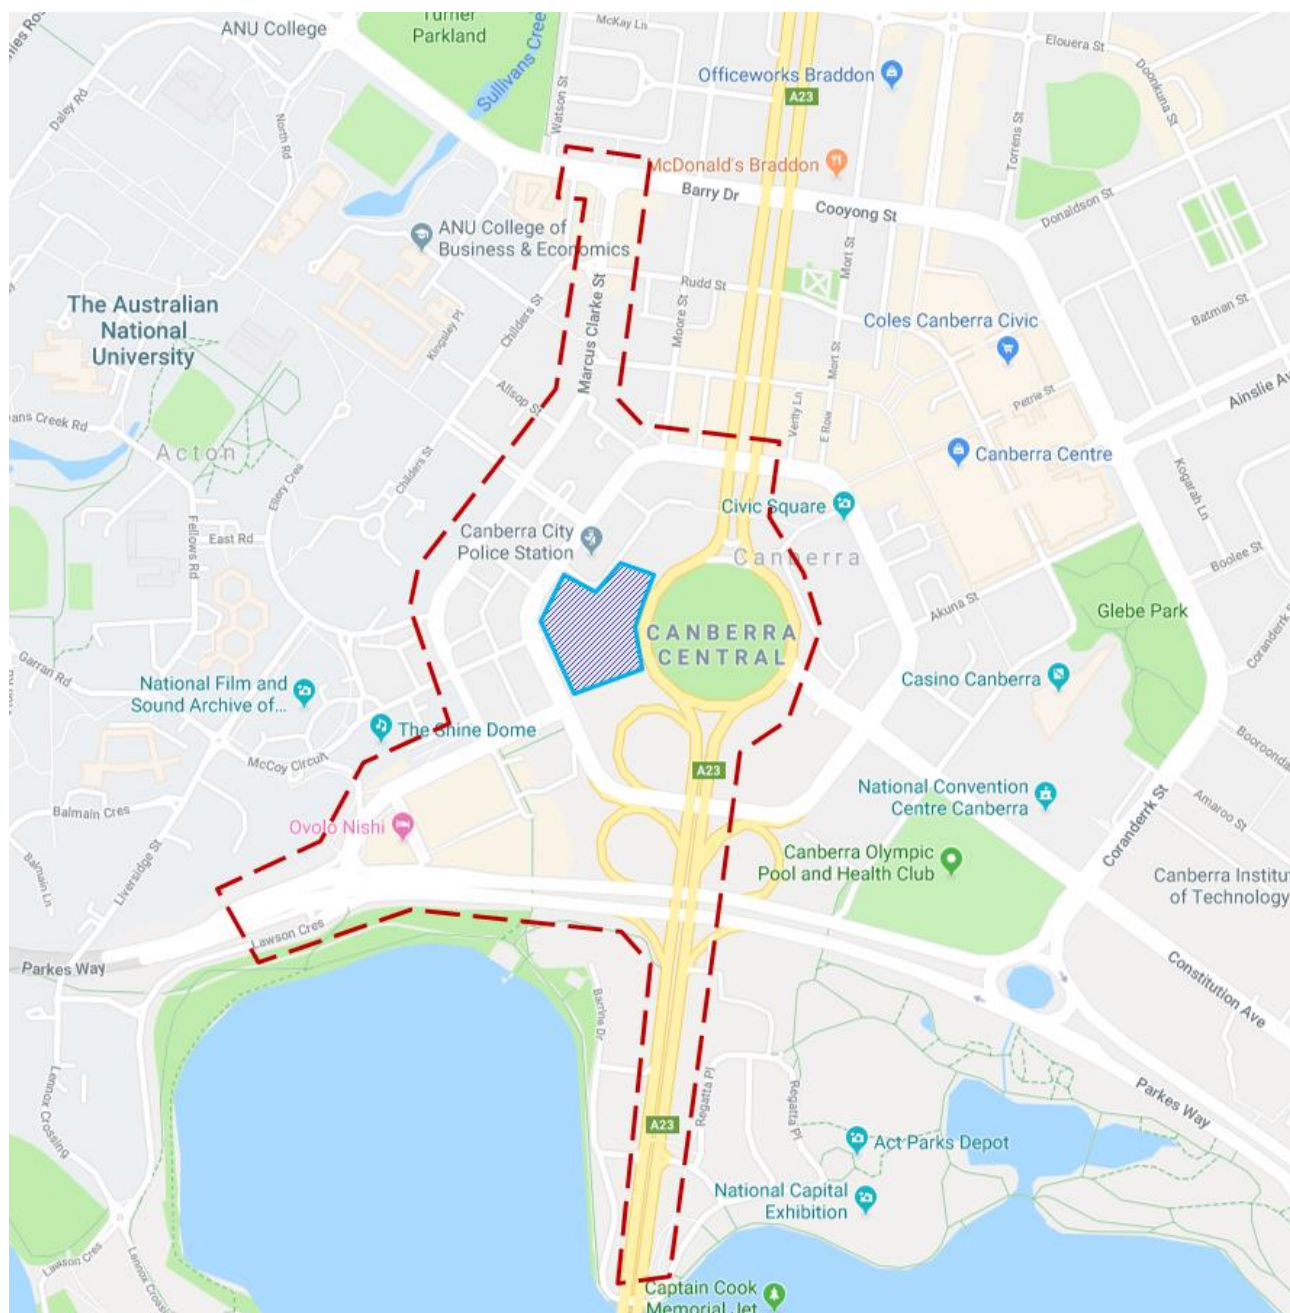 ANU College
Turner
Parkland
McKay Ln
Elouera St
Doonkuna St
Officeworks Braddon
A23
Sullivans Cree
Watson St
Daley Rd
North Rd
Torrens St
McDonald's Braddon
Barry Dr
Cooyong St
Donaldson St
ANU College of
Business & Economics
Mort St
Rudd St
Batman St
The Australian
National
University
Kingsley Pl
Childers St
Marcus Clarke St
Moore St
Coles Canberra Civic
Mort St
Petrie St
Ainslie Av
Allsop St
Verity Ln
E Row
ans Creek Rd
Acton
Ellery Cres
Childers St
Canberra Centre
Kogarah Ln
Civic Square
Canberra City
Police Station
Fellows Rd
East Rd
Canberra
Boolee St
Akuna St
Glebe Park
CANBERRA
CENTRAL
Garran Rd
National Film and
Sound Archive of...
Casino Canberra
Coranderrk S
The Shine Dome
McCoy Circuit
A23
Booroonda
National Convention
Centre Canberra
Amaroo St
Balmain Cres
Ovolo Nishi
Coranderrk St
Balmain Ln
Liversidge St
Canberra Olympic
Pool and Health Club
Canberra Institu
of Technology
Lawson Cres
Parkes Way
Constitution Ave
Barrine Dr
Lennox Crossing
Regatta Pl
Regatta Pl
Parkes Way
A23
Act Parks Depot
National Capital
Exhibition
Lawson Cres
Lennox Cross
Captain Cook
Memorial Jet